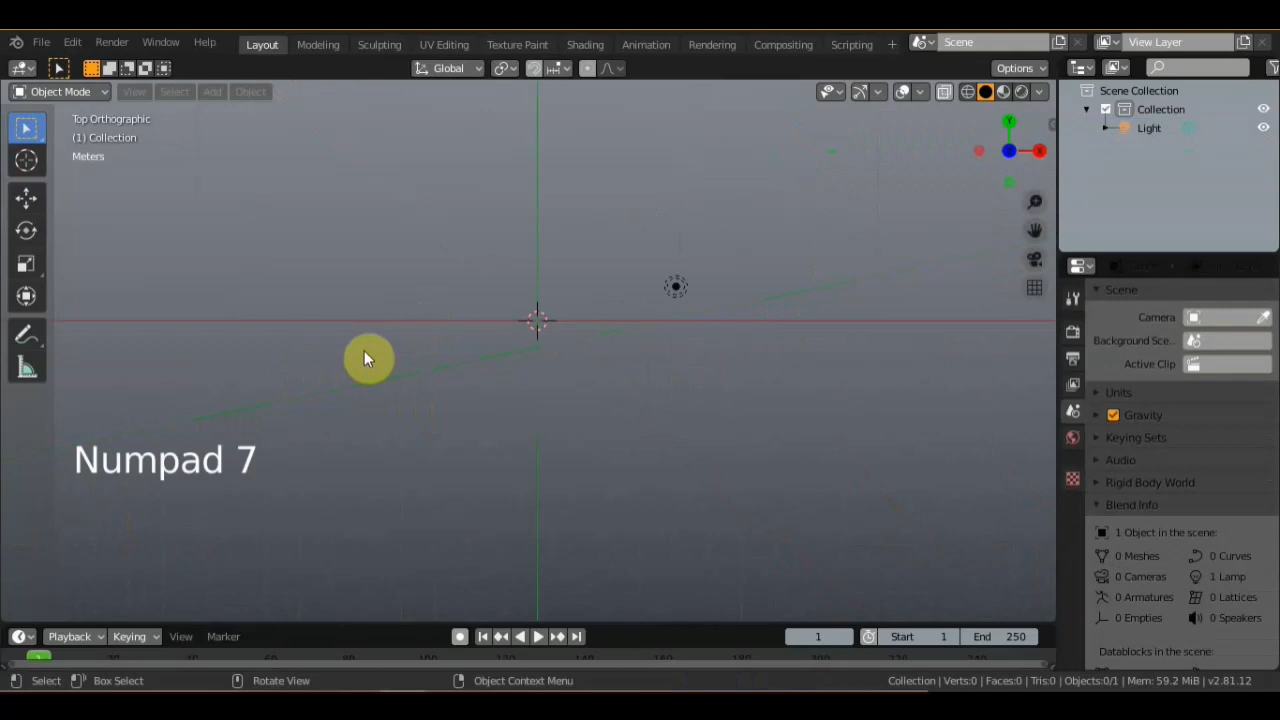 File Edit Render Window Help Layout Modeling Sculpting UV Editing Texture Paint Shading Animation Rendering Compositing Scripting + Scene View Layer
Global Options
Object Mode View Select Add Object
Scene Collection
Collection
Light
Top Orthographic
(1) Collection
Meters
Y
Z
X
Numpad 7
Scene
Camera
Background Sce..
Active Clip
Units
Gravity
Keying Sets
Audio
Rigid Body World
Blend Info
1 Object in the scene:
0 Meshes 0 Curves
0 Cameras 1 Lamp
0 Armatures 0 Lattices
0 Empties 0 Speakers
Datablocks in the scene:
Playback Keying View Marker 1 Start 1 End 250
Select Box Select Rotate View Object Context Menu Collection | Verts:0 | Faces:0 | Tris:0 | Objects:0/1 | Mem: 59.2 MiB | v2.81.12